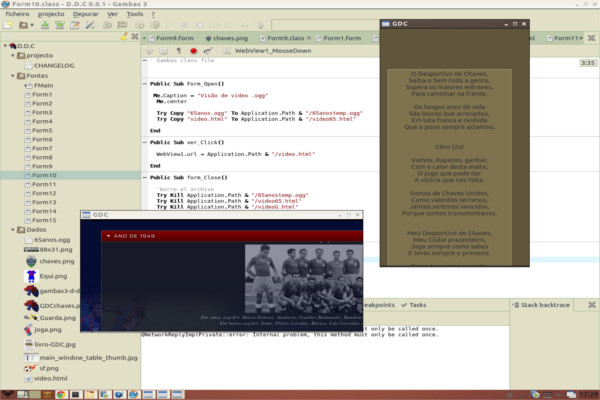 Form10.class - D.D.C 0.0.1 - Gambas 3
Ficheiro projecto Depurar Ver Tools ?
D.D.C
projecto
CHANGELOG
Fontes
FMain
Form1
Form2
Form3
Form4
Form5
Form6
Form7
Form8
Form9
Form10
Form11
Form12
Form13
Form14
Form15
Dados
65anos.ogg
88x31.png
chaves.png
Equi.png
gambas3-d-d
GDCchaves.p
Guarda.png
joga.png
livro-GDC.jpg
main_window_table_thumb.jpg
sf.png
video.html
Form9.form chaves.png Form9.class Form1.form Form11
WebView1_MouseDown
3:35
' Gambas class file
Public Sub Form_Open()
Me.Caption = "Visão de video .ogg"
Me.center
Try Copy "65anos.ogg" To Application.Path & "/65anostemp.ogg"
Try Copy "video.html" To Application.Path & "/video65.html"
End
Public Sub ver_Click()
WebView1.url = Application.Path & "/video.html"
End
Public Sub form_Close()
'borro el archivo
Try Kill Application.Path & "/65anostemp.ogg"
Try Kill Application.Path & "/video65.html"
Try Kill Application.Path & "/videoG.html"
GDC
O Desportivo de Chaves,
Saiba-o bem toda a gente,
Supera os maiores entraves,
Para caminhar na frente.
Os longos anos de vida
São louros que arrecadou,
Em luta franca e renhida
Que o povo sempre aclamou.
Côro (2x)
Vamos, Rapazes, ganhar,
Com o calor desta malta,
O jogo que pode dar
A vitória que nos falta.
Somos de Chaves Unidos,
Como valentes serranos,
Jamais seremos vencidos,
Porque somos transmontanos.
Meu Desportivo de Chaves,
Meu Clube prazenteiro,
Joga sempre como sabes
E serás sempre o primeiro.
GDC
ANO DE 1949
eakpoints Tasks Stack backtrace
t only be called once.
QNetworkReplyImplPrivate::error: Internal problem, this method must only be called once.
17:29